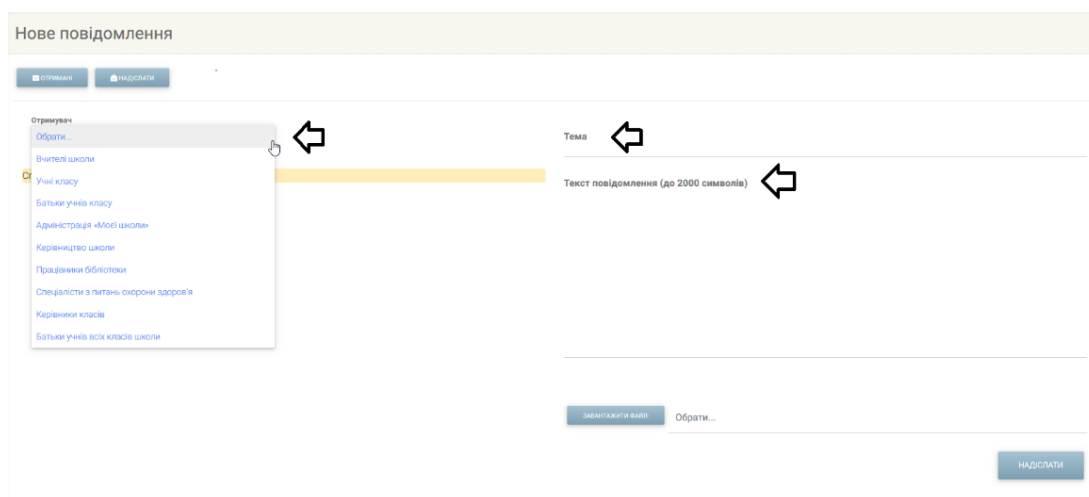 Нове повідомлення
ОТРИМАНІ
НАДІСЛАТИ
Отримувач
Обрати...
Вчителі школи
Учні класу
Батьки учнів класу
Адміністрація «Моєї школи»
Керівництво школи
Працівники бібліотеки
Спеціалісти з питань охорони здоров'я
Керівники класів
Батьки учнів всіх класів школи
Тема
Текст повідомлення (до 2000 символів)
ЗАВАНТАЖИТИ ФАЙЛ:
Обрати...
НАДІСЛАТИ